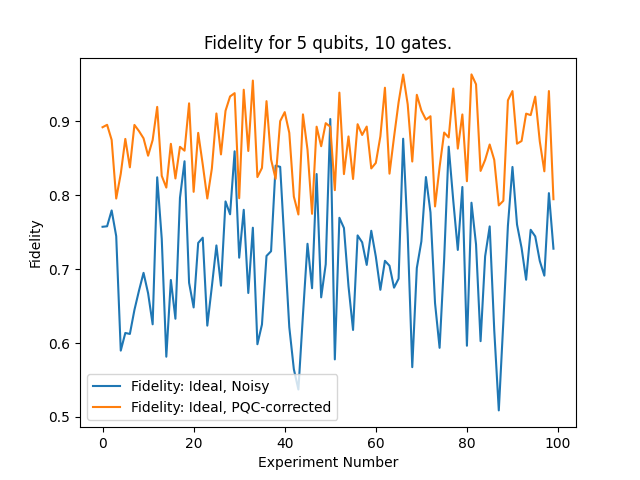 Fidelity for 5 qubits, 10 gates.
Fidelity
0.9
0.8
0.7
0.6
0.5
Fidelity: Ideal, Noisy
Fidelity: Ideal, PQC-corrected
0 20 40 60 80 100
Experiment Number